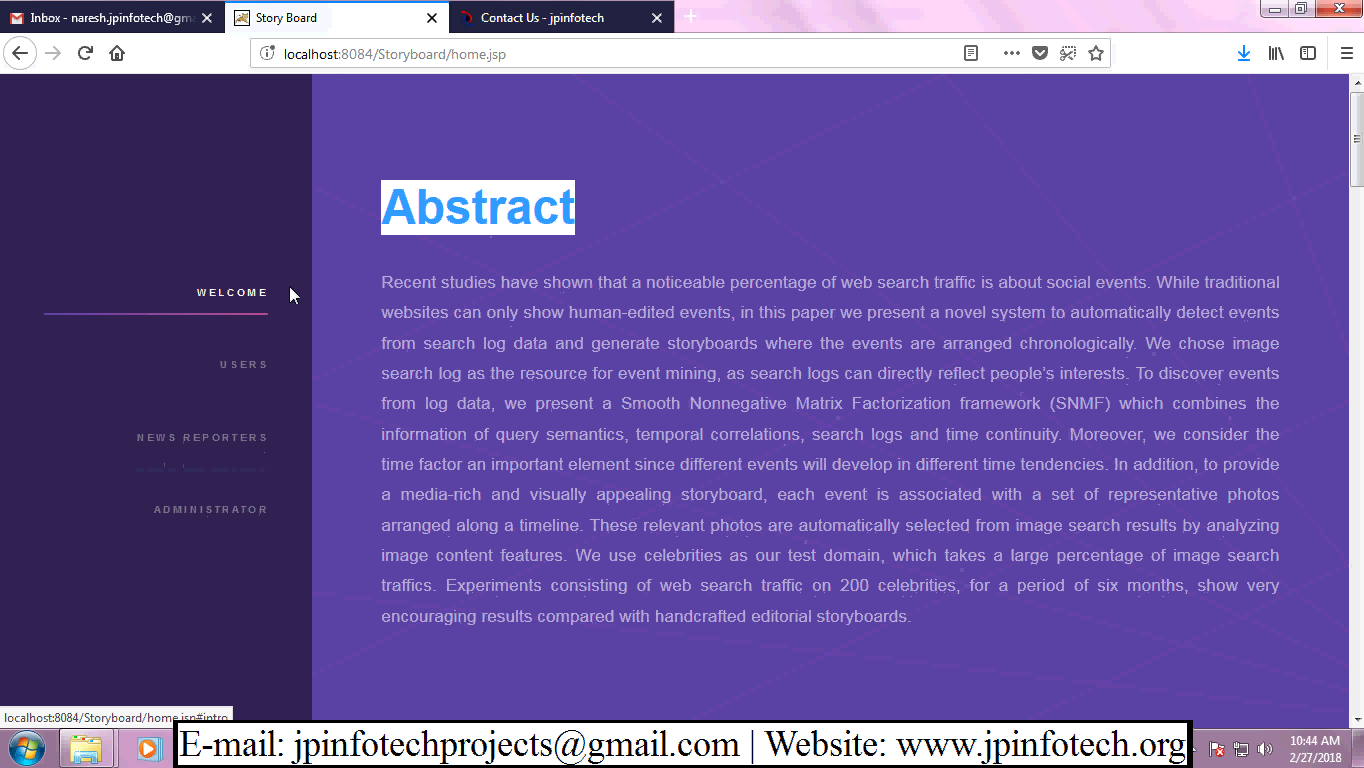 Inbox - naresh.jpinfotech@gm
Story Board
Contact Us - jpinfotech
localhost:8084/Storyboard/home.jsp
Abstract
Recent studies have shown that a noticeable percentage of web search traffic is about social events. While traditional
websites can only show human-edited events, in this paper we present a novel system to automatically detect events
from search log data and generate storyboards where the events are arranged chronologically. We chose image
search log as the resource for event mining, as search logs can directly reflect people's interests. To discover events
from log data, we present a Smooth Nonnegative Matrix Factorization framework (SNMF) which combines the
information of query semantics, temporal correlations, search logs and time continuity. Moreover, we consider the
time factor an important element since different events will develop in different time tendencies. In addition, to provide
a media-rich and visually appealing storyboard, each event is associated with a set of representative photos
arranged along a timeline. These relevant photos are automatically selected from image search results by analyzing
image content features. We use celebrities as our test domain, which takes a large percentage of image search
traffics. Experiments consisting of web search traffic on 200 celebrities, for a period of six months, show very
encouraging results compared with handcrafted editorial storyboards.
WELCOME
USERS
NEWS REPORTERS
ADMINISTRATOR
localhost:8084/Storyboard/home.jsp#intro
E-mail: jpinfotechprojects@gmail.com | Website: www.jpinfotech.org
10:44 AM
2/27/2018